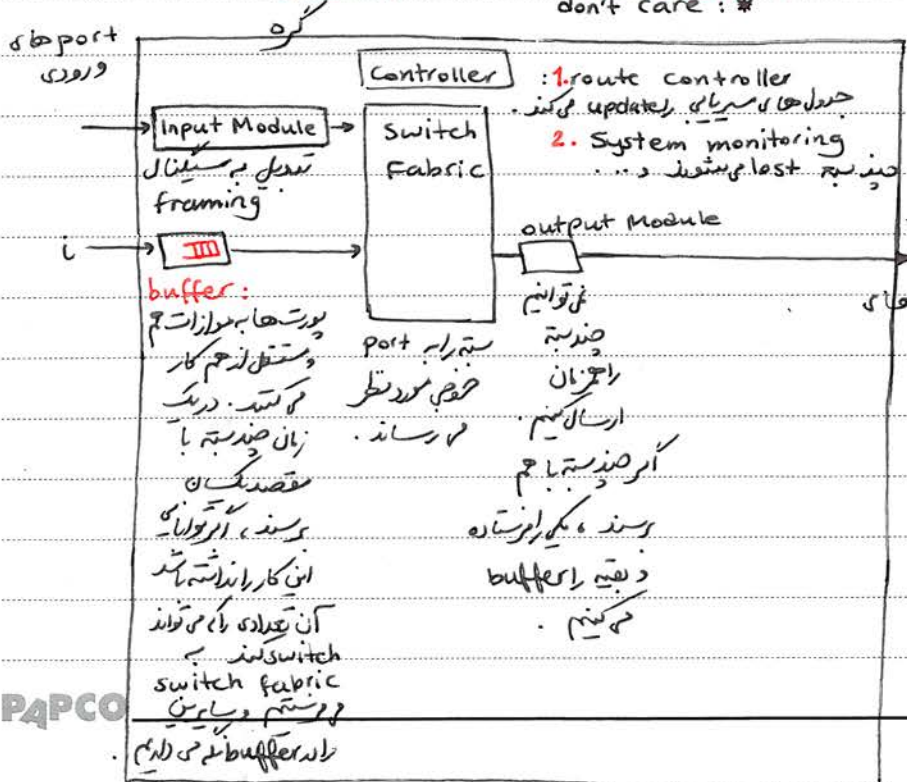 don't care : *
گره
port های
ورودی
Controller
: 1. route controller
جدول های مسیریابی را update می کند.
2. System monitoring
چند بسته lost می شوند و ...
Input Module
تبدیل به سیگنال
framing
Switch
Fabric
output Module
i
buffer :
پورت ها به موازات هم
و مستقل از هم کار
می کنند. در یک
زمان چند بسته با
مقصد یکسان
برسند، اگر توانایی
این کار را نداشته باشد
آن تعدادی را که می تواند
switch کند به
switch fabric
می فرستیم و سایرین
را در buffer نگه می داریم.
بسته را به port
خروجی مورد نظر
می رساند.
نمی توانیم
چند بسته
را همزمان
ارسال کنیم.
اگر چند بسته با هم
برسند، یکی را فرستاده
و بقیه را buffer
می کنیم.
های
PAPCO